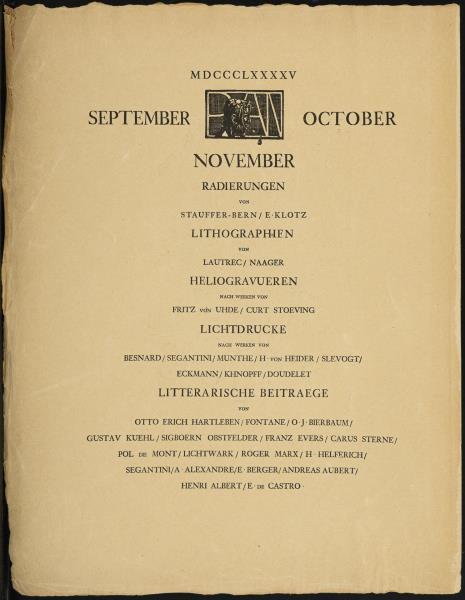 MDCCCLXXXXV
SEPTEMBER PAN OCTOBER
NOVEMBER
RADIERUNGEN
VON
STAUFFER-BERN/E·KLOTZ
LITHOGRAPHIEN
VON
LAUTREC/NAAGER
HELIOGRAVUEREN
NACH WERKEN VON
FRITZ VON UHDE/CURT STOEVING
LICHTDRUCKE
NACH WERKEN VON
BESNARD/SEGANTINI/MUNTHE/H·VON HEIDER/SLEVOGT/
ECKMANN/KHNOPFF/DOUDELET
LITTERARISCHE BEITRAEGE
VON
OTTO ERICH HARTLEBEN/FONTANE/O·J·BIERBAUM/
GUSTAV KUEHL/SIGBOERN OBSTFELDER/FRANZ EVERS/CARUS STERNE/
POL DE MONT/LICHTWARK/ROGER MARX/H·HELFERICH/
SEGANTINI/A·ALEXANDRE/E·BERGER/ANDREAS AUBERT/
HENRI ALBERT/E·DE CASTRO·